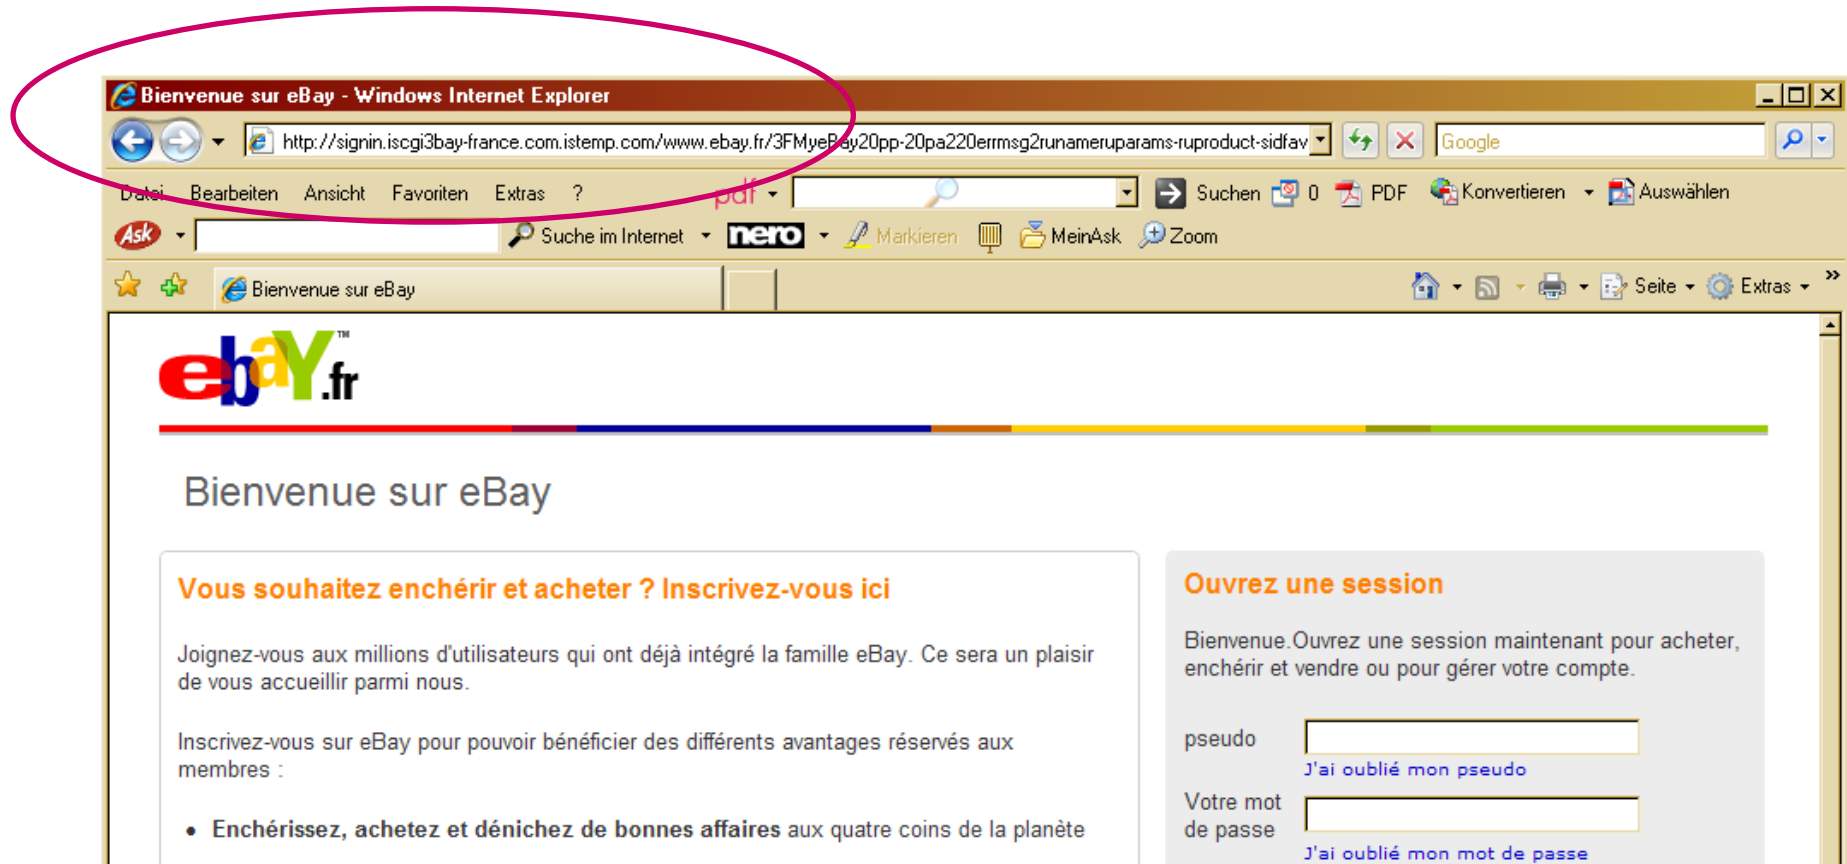 Bienvenue sur eBay - Windows Internet Explorer
http://signin.iscgi3bay-france.com.istemp.com/www.ebay.fr/3FMyeBay20pp-20pa220errmsg2runameruparams-ruproduct-sidfav
Google
Datei Bearbeiten Ansicht Favoriten Extras ? pdf Suchen 0 PDF Konvertieren Auswählen
Ask Suche im Internet nero Markieren MeinAsk Zoom
Bienvenue sur eBay Seite Extras »
ebaY™.fr
Bienvenue sur eBay
Vous souhaitez enchérir et acheter ? Inscrivez-vous ici
Joignez-vous aux millions d'utilisateurs qui ont déjà intégré la famille eBay. Ce sera un plaisir
de vous accueillir parmi nous.
Inscrivez-vous sur eBay pour pouvoir bénéficier des différents avantages réservés aux
membres :
• Enchérissez, achetez et dénichez de bonnes affaires aux quatre coins de la planète
Ouvrez une session
Bienvenue.Ouvrez une session maintenant pour acheter,
enchérir et vendre ou pour gérer votre compte.
pseudo
J'ai oublié mon pseudo
Votre mot
de passe
J'ai oublié mon mot de passe